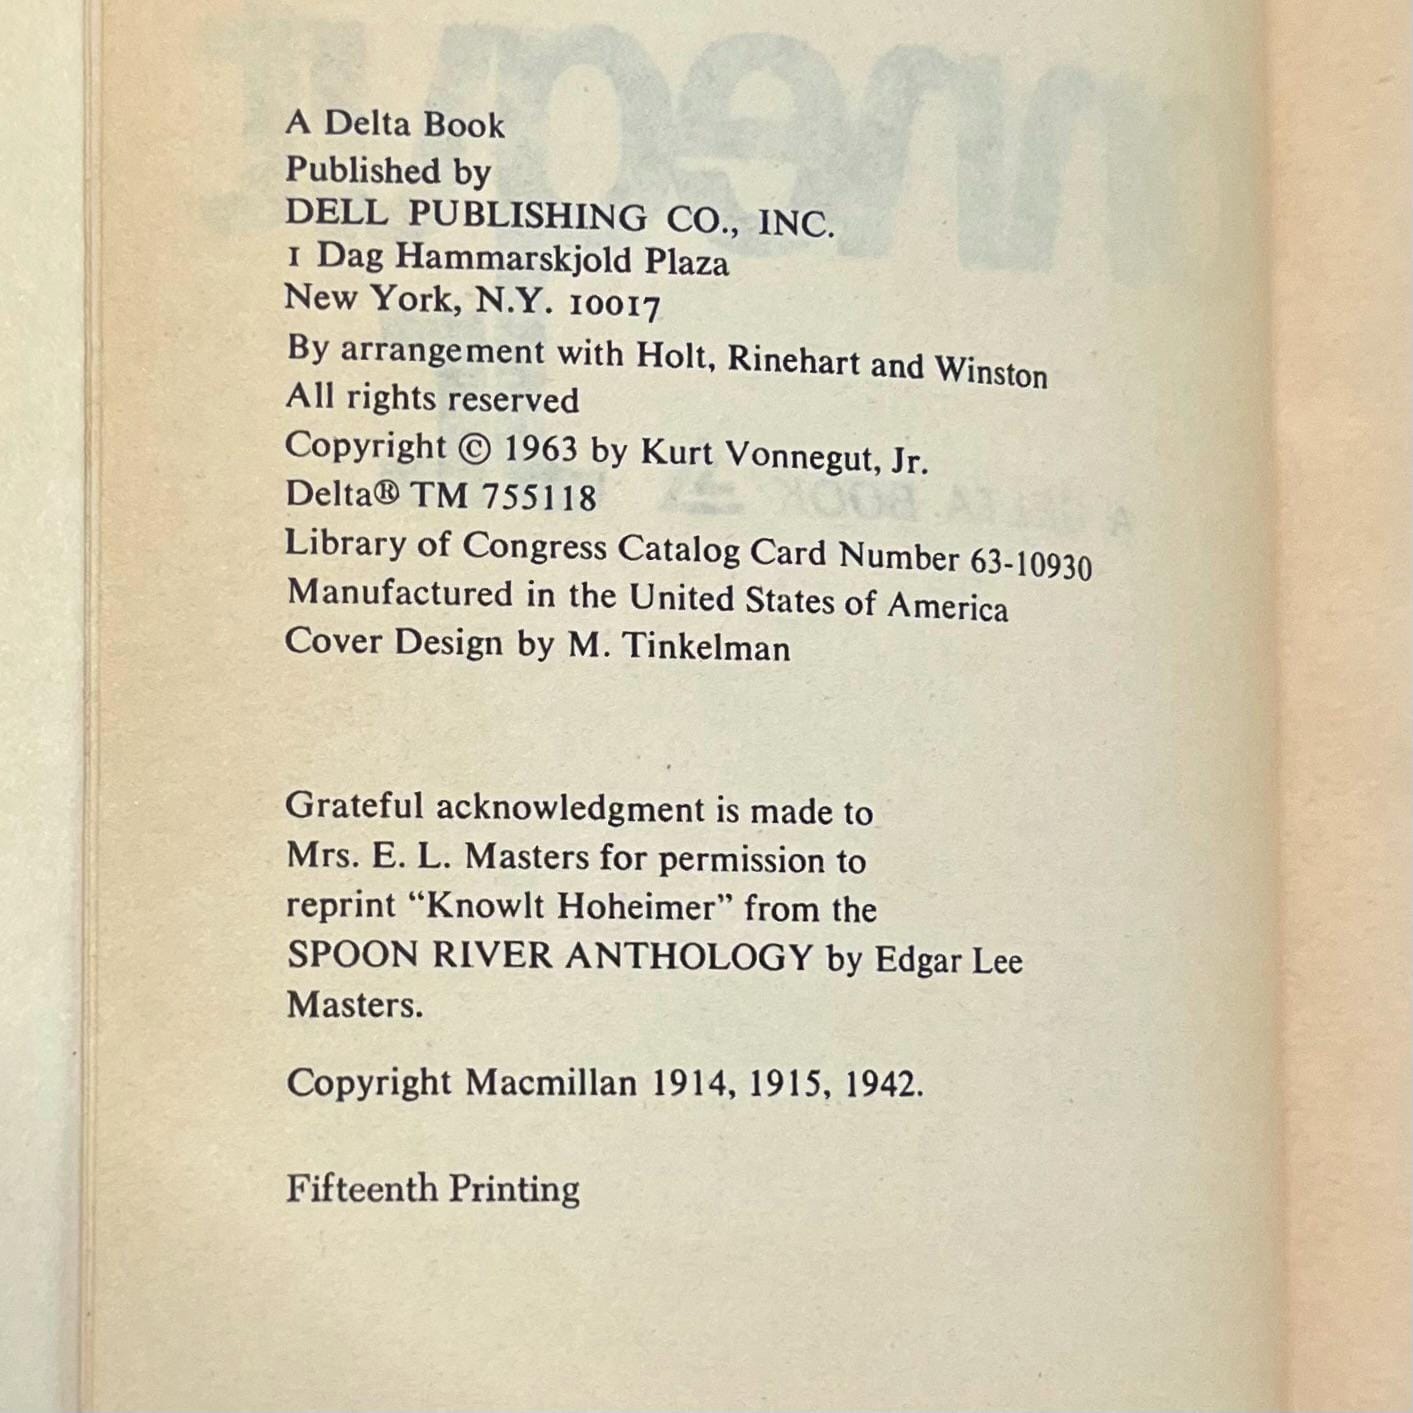 A Delta Book
Published by
DELL PUBLISHING CO., INC.
1 Dag Hammarskjold Plaza
New York, N.Y. 10017
By arrangement with Holt, Rinehart and Winston
All rights reserved
Copyright © 1963 by Kurt Vonnegut, Jr.
Delta® TM 755118
Library of Congress Catalog Card Number 63-10930
Manufactured in the United States of America
Cover Design by M. Tinkelman
Grateful acknowledgment is made to
Mrs. E. L. Masters for permission to
reprint “Knowlt Hoheimer” from the
SPOON RIVER ANTHOLOGY by Edgar Lee
Masters.
Copyright Macmillan 1914, 1915, 1942.
Fifteenth Printing